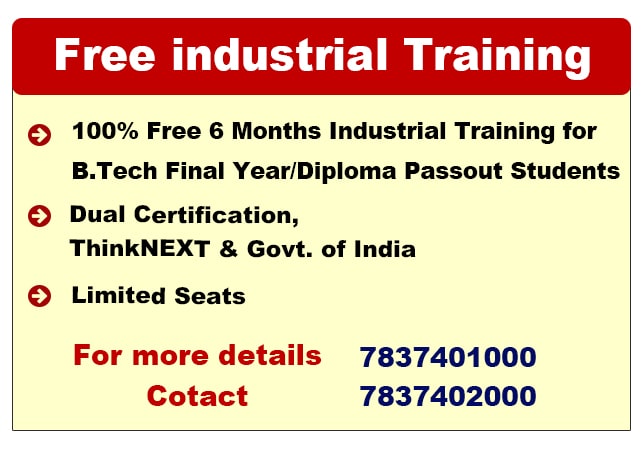 Free industrial Training
100% Free 6 Months Industrial Training for
B.Tech Final Year/Diploma Passout Students
Dual Certification,
ThinkNEXT & Govt. of India
Limited Seats
For more details 7837401000
Cotact 7837402000